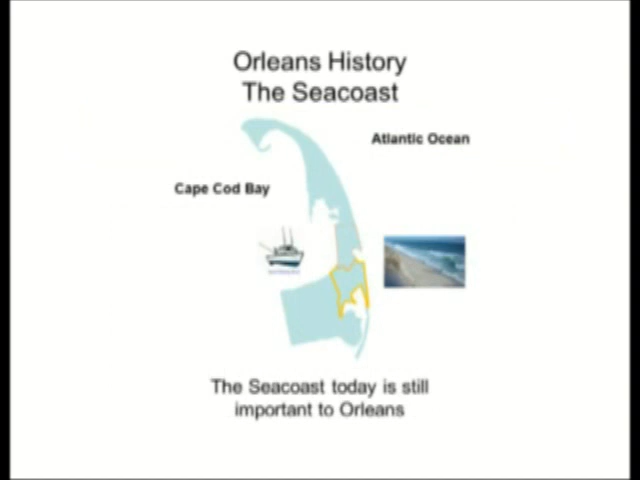 Orleans History
The Seacoast
Atlantic Ocean
Cape Cod Bay
The Seacoast today is still
important to Orleans